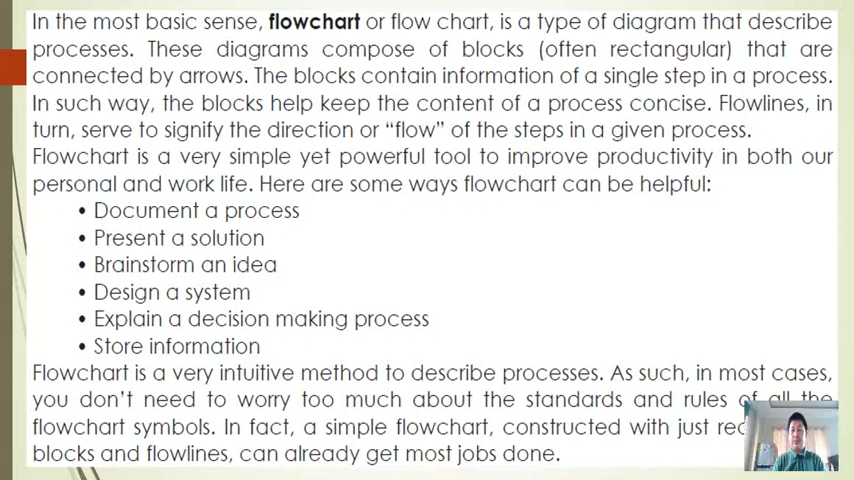 In the most basic sense, flowchart or flow chart, is a type of diagram that describe
processes. These diagrams compose of blocks (often rectangular) that are
connected by arrows. The blocks contain information of a single step in a process.
In such way, the blocks help keep the content of a process concise. Flowlines, in
turn, serve to signify the direction or “flow” of the steps in a given process.
Flowchart is a very simple yet powerful tool to improve productivity in both our
personal and work life. Here are some ways flowchart can be helpful:
• Document a process
• Present a solution
• Brainstorm an idea
• Design a system
• Explain a decision making process
• Store information
Flowchart is a very intuitive method to describe processes. As such, in most cases,
you don’t need to worry too much about the standards and rules of all the
flowchart symbols. In fact, a simple flowchart, constructed with just
blocks and flowlines, can already get most jobs done.